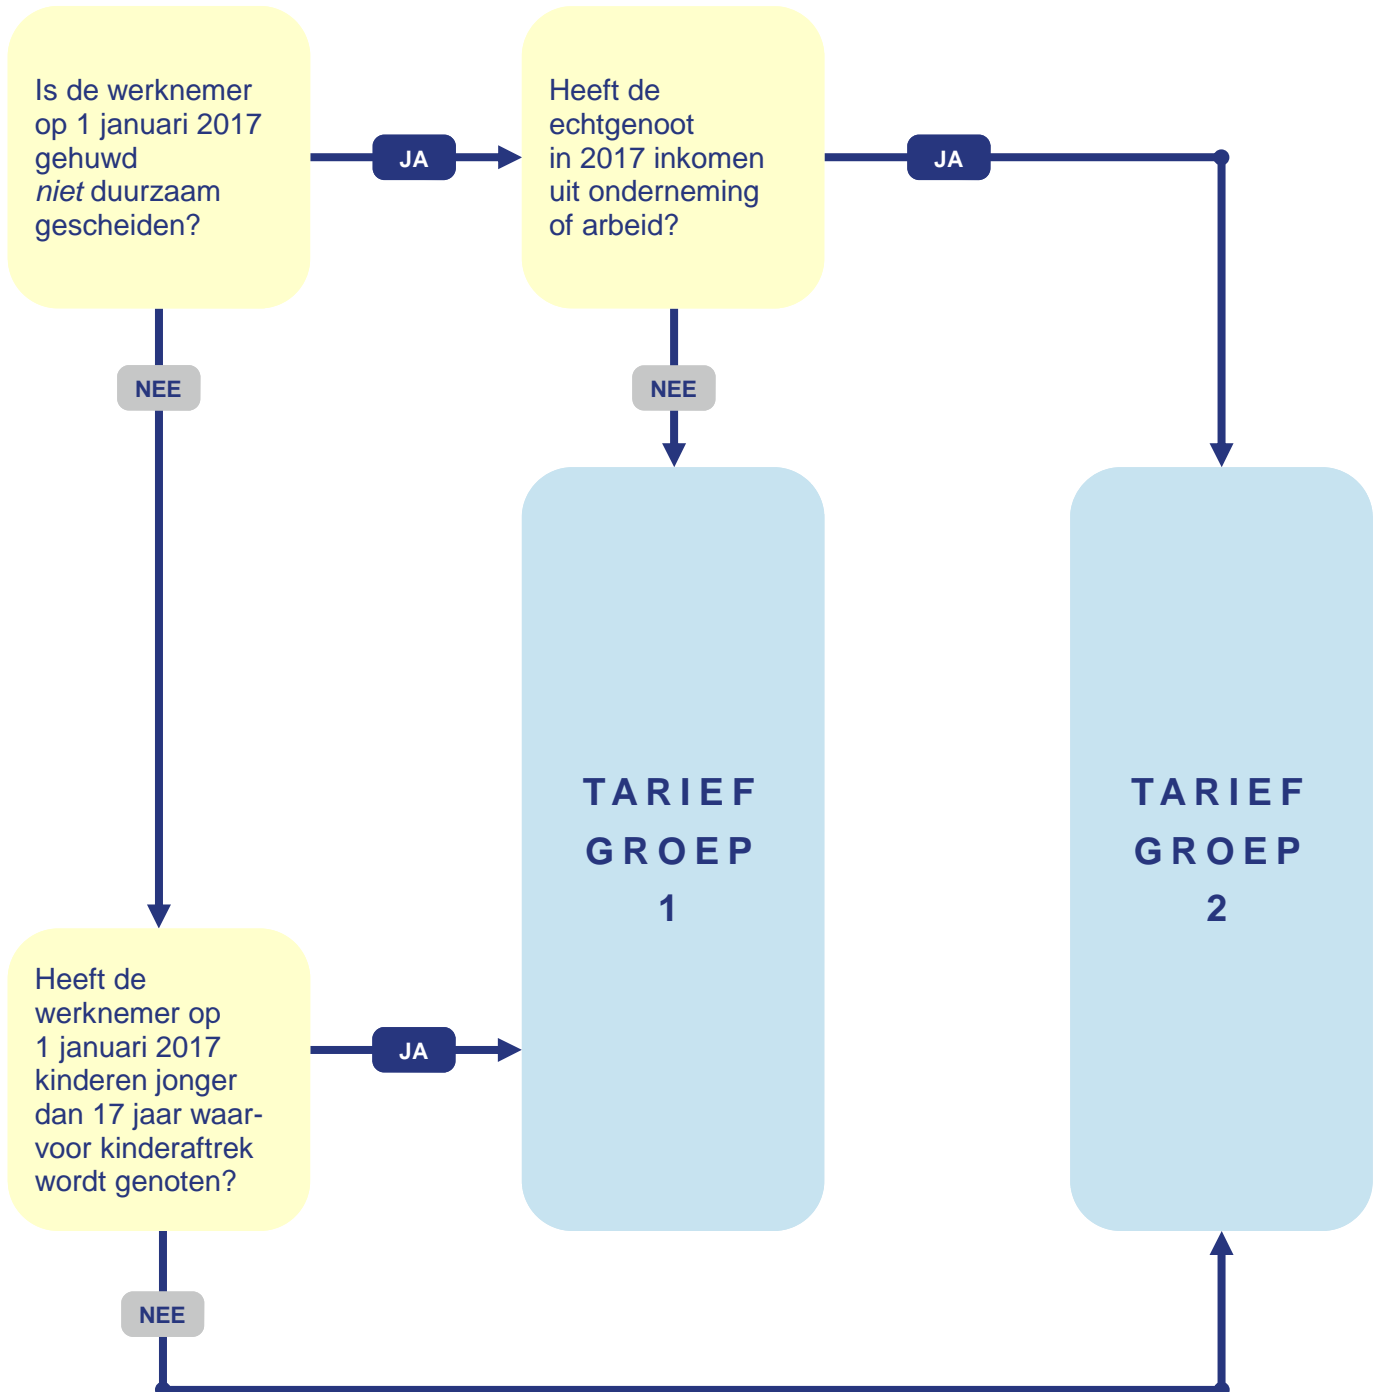 Is de werknemer
op 1 januari 2017
gehuwd
niet duurzaam
gescheiden?
JA
Heeft de
echtgenoot
in 2017 inkomen
uit onderneming
of arbeid?
JA
NEE
NEE
TARIEF
GROEP
1
TARIEF
GROEP
2
Heeft de
werknemer op
1 januari 2017
kinderen jonger
dan 17 jaar waar-
voor kinderaftrek
wordt genoten?
JA
NEE